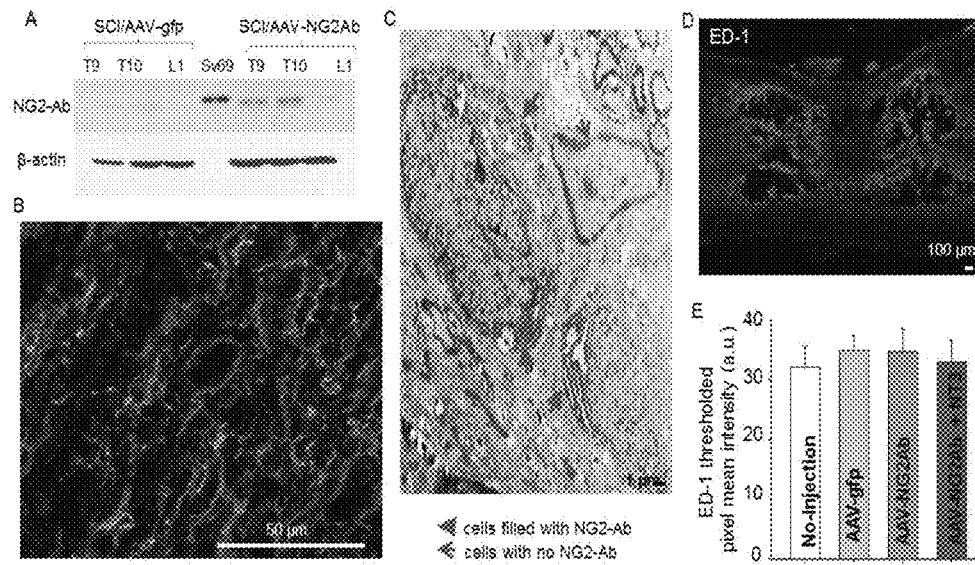 A
SCI/AAV-gfp
SCI/AAV-NG2Ab
T9 T10 L1 Sv69 T9 T10 L1
NG2-Ab
β-actin
B
50 µm
C
cells filled with NG2-Ab
cells with no NG2-Ab
D
ED-1
100 µm
E
ED-1 thresholded
pixel mean intensity (a.u.)
40
30
20
10
0
No-Injection
AAV-gfp
AAV-NG2Ab